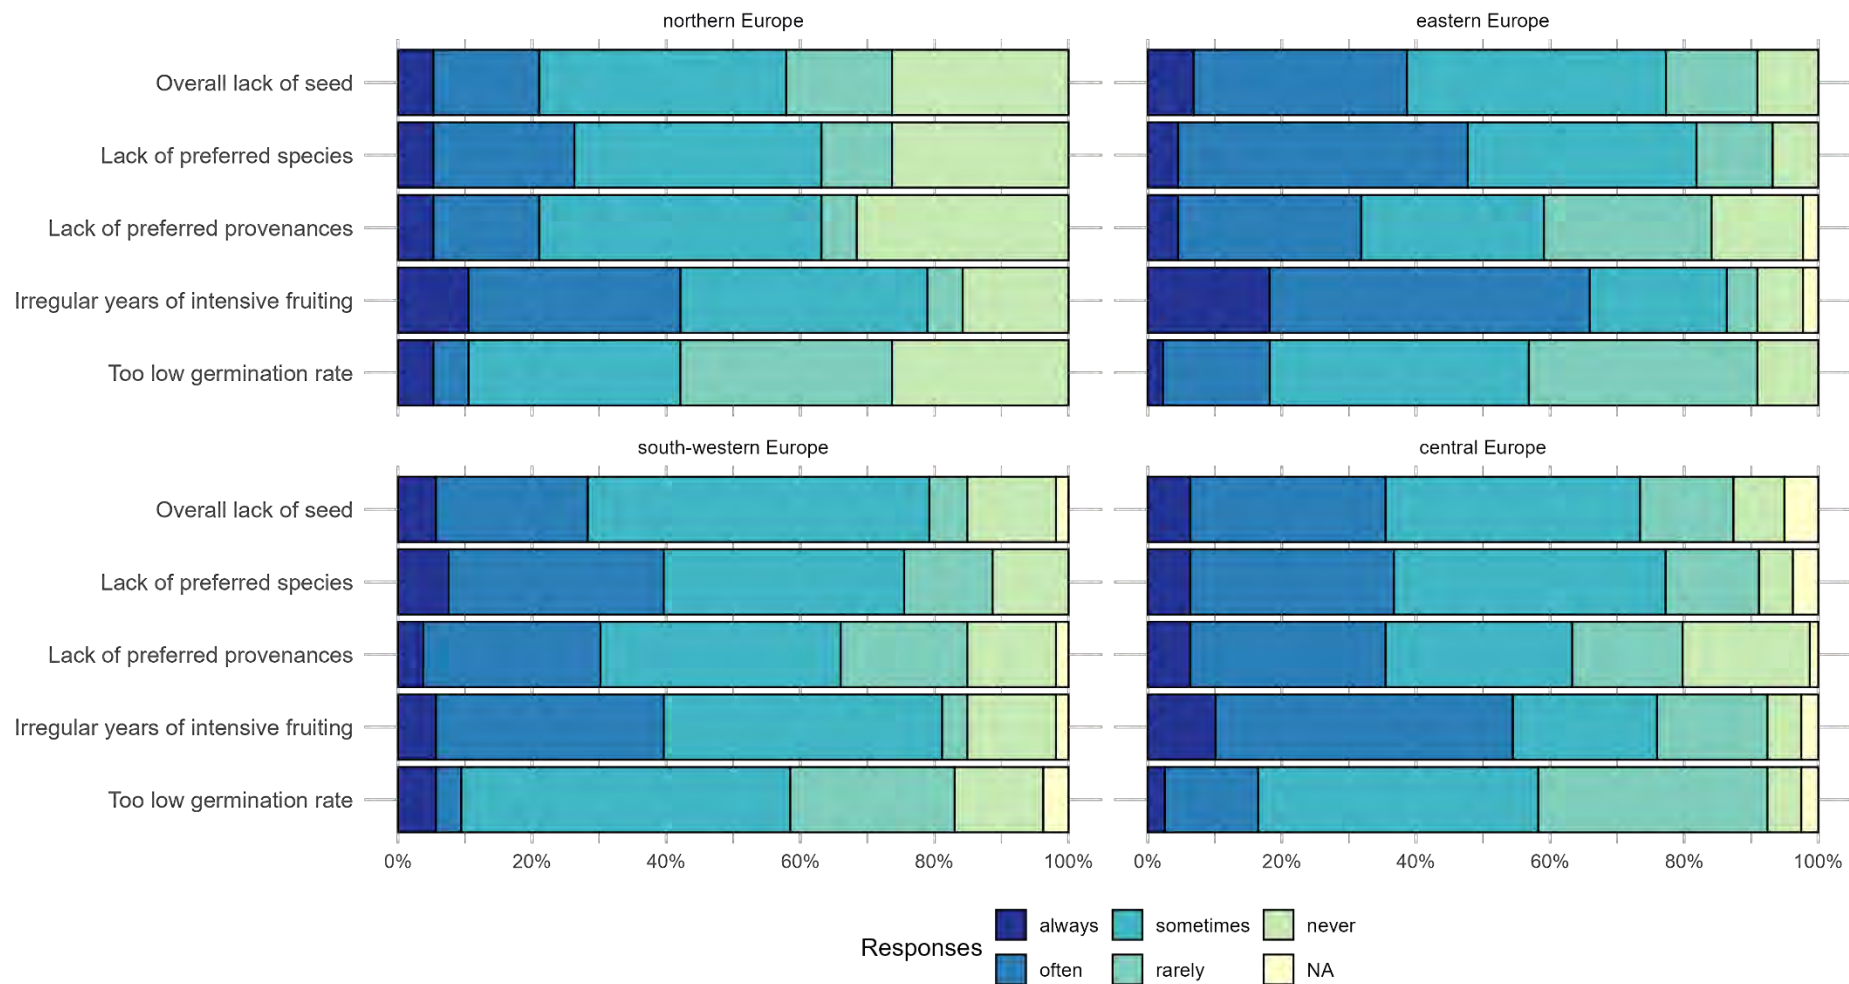 northern Europe
eastern Europe
Overall lack of seed
Lack of preferred species
Lack of preferred provenances
Irregular years of intensive fruiting
Too low germination rate
south-western Europe
central Europe
Overall lack of seed
Lack of preferred species
Lack of preferred provenances
Irregular years of intensive fruiting
Too low germination rate
0% 20% 40% 60% 80% 100%
0% 20% 40% 60% 80% 100%
Responses
always sometimes never
often rarely NA